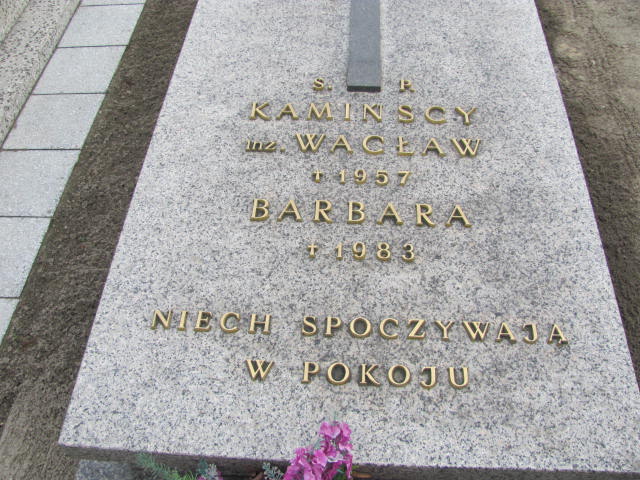 S. P.
KAMIŃSCY
inż. WACŁAW
† 1957
BARBARA
† 1983
NIECH SPOCZYWAJĄ
W POKOJU